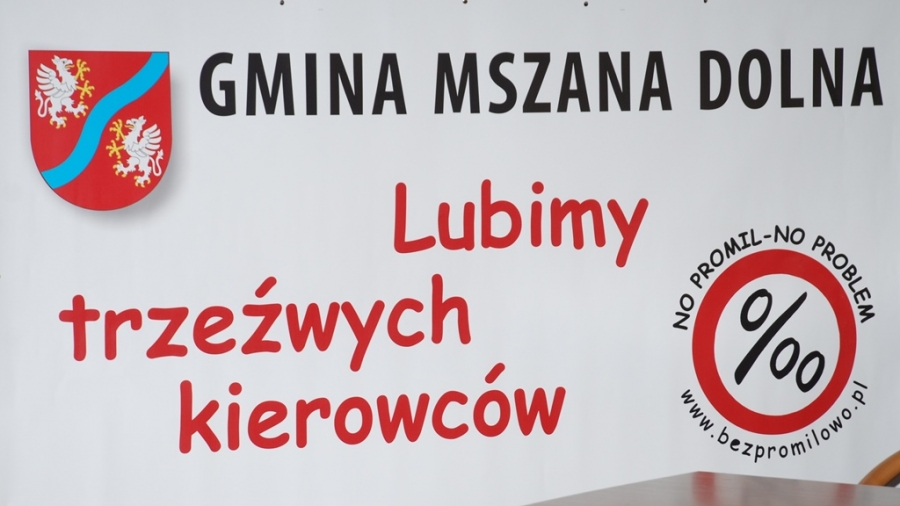 GMINA MSZANA DOLNA
Lubimy
trzeźwych
kierowców
NO PROMIL-NO PROBLEM
‰
www.bezpromilowo.pl